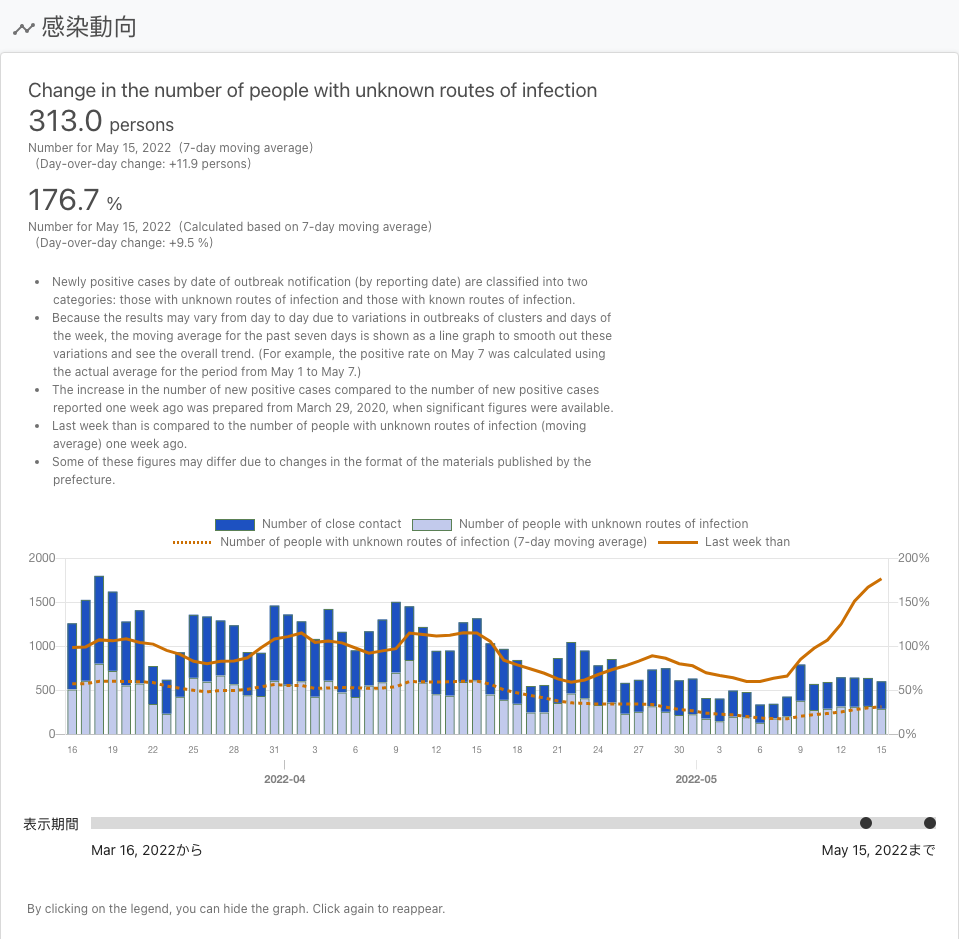 感染動向
Change in the number of people with unknown routes of infection
313.0 persons
Number for May 15, 2022 (7-day moving average)
(Day-over-day change: +11.9 persons)
176.7 %
Number for May 15, 2022 (Calculated based on 7-day moving average)
(Day-over-day change: +9.5 %)
• Newly positive cases by date of outbreak notification (by reporting date) are classified into two
categories: those with unknown routes of infection and those with known routes of infection.
• Because the results may vary from day to day due to variations in outbreaks of clusters and days of
the week, the moving average for the past seven days is shown as a line graph to smooth out these
variations and see the overall trend. (For example, the positive rate on May 7 was calculated using
the actual average for the period from May 1 to May 7.)
• The increase in the number of new positive cases compared to the number of new positive cases
reported one week ago was prepared from March 29, 2020, when significant figures were available.
• Last week than is compared to the number of people with unknown routes of infection (moving
average) one week ago.
• Some of these figures may differ due to changes in the format of the materials published by the
prefecture.
Number of close contact Number of people with unknown routes of infection
Number of people with unknown routes of infection (7-day moving average) Last week than
2000 200%
1500 150%
1000 100%
500 50%
0 0%
16 19 22 25 28 31 3 6 9 12 15 18 21 24 27 30 3 6 9 12 15
2022-04 2022-05
表示期間
Mar 16, 2022から May 15, 2022まで
By clicking on the legend, you can hide the graph. Click again to reappear.